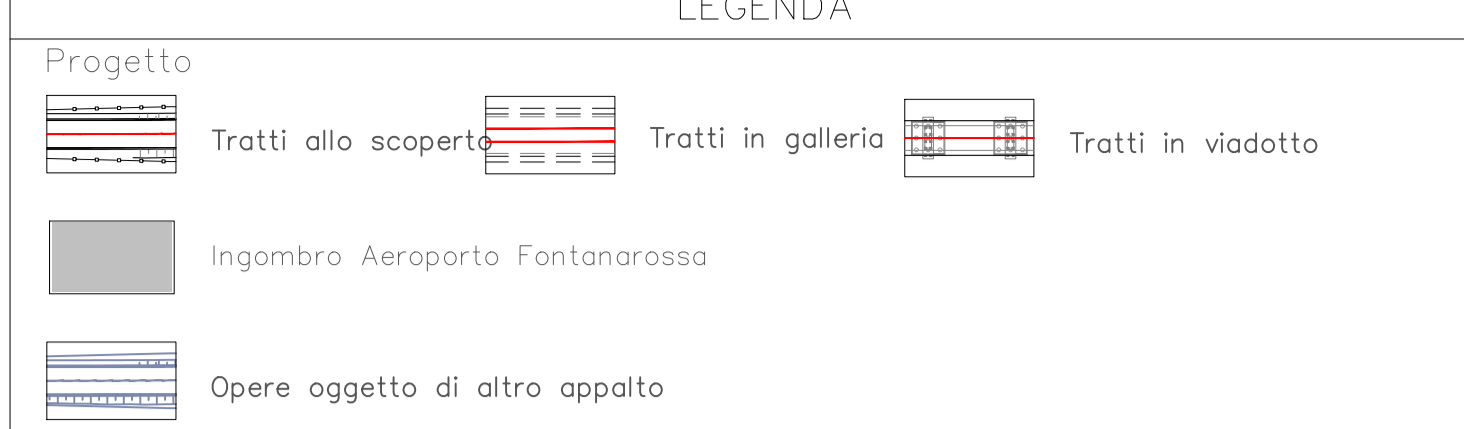 LEGENDA
Progetto
Tratti allo scoperto
Tratti in galleria
Tratti in viadotto
Ingombro Aeroporto Fontanarossa
Opere oggetto di altro appalto